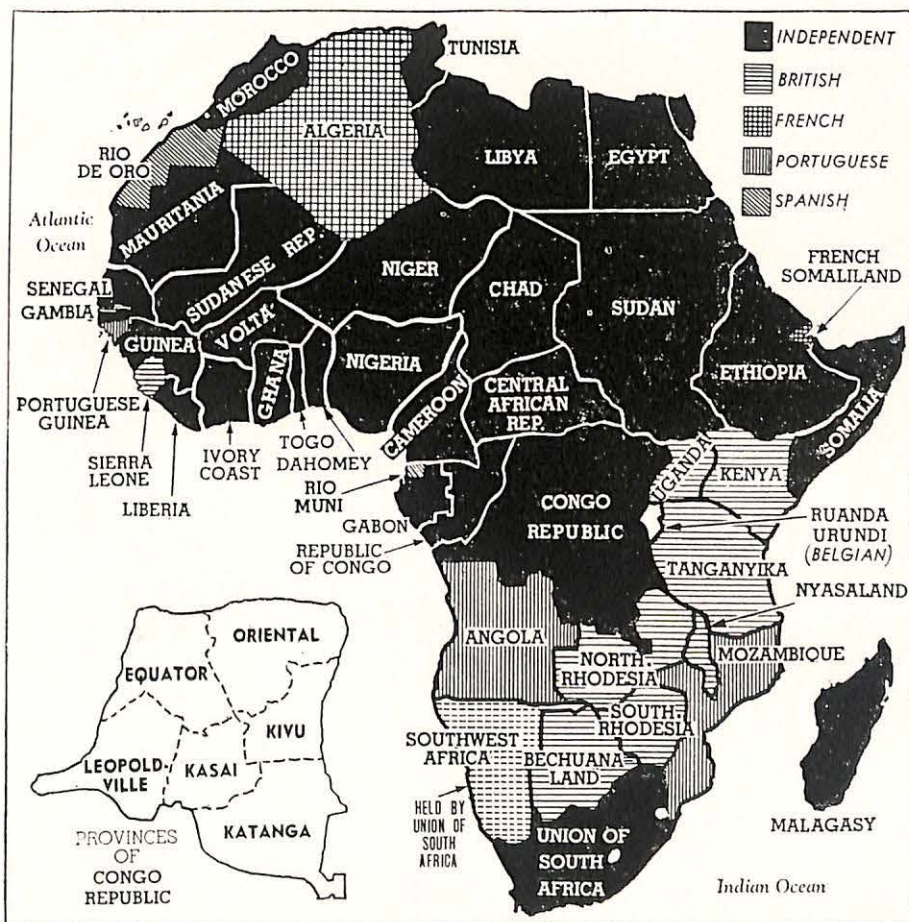 TUNISIA
INDEPENDENT
BRITISH
FRENCH
PORTUGUESE
SPANISH
MOROCCO
ALGERIA
LIBYA
EGYPT
RIO
DE ORO
Atlantic
Ocean
MAURITANIA
SUDANESE REP.
NIGER
CHAD
SUDAN
FRENCH
SOMALILAND
SENEGAL
GAMBIA
VOLTA
GUINEA
GHANA
NIGERIA
CAMEROON
CENTRAL
AFRICAN
REP.
ETHIOPIA
SOMALIA
PORTUGUESE
GUINEA
SIERRA
LEONE
LIBERIA
IVORY
COAST
TOGO
DAHOMEY
RIO
MUNI
GABON
REPUBLIC
OF CONGO
CONGO
REPUBLIC
UGANDA
KENYA
RUANDA
URUNDI
(BELGIAN)
TANGANYIKA
NYASALAND
ANGOLA
NORTH
RHODESIA
MOZAMBIQUE
SOUTH
RHODESIA
SOUTHWEST
AFRICA
BECHUANA
LAND
HELD BY
UNION OF
SOUTH
AFRICA
UNION OF
SOUTH
AFRICA
MALAGASY
Indian Ocean
ORIENTAL
EQUATOR
KIVU
LEOPOLD-
VILLE
KASAI
KATANGA
PROVINCES
OF
CONGO
REPUBLIC